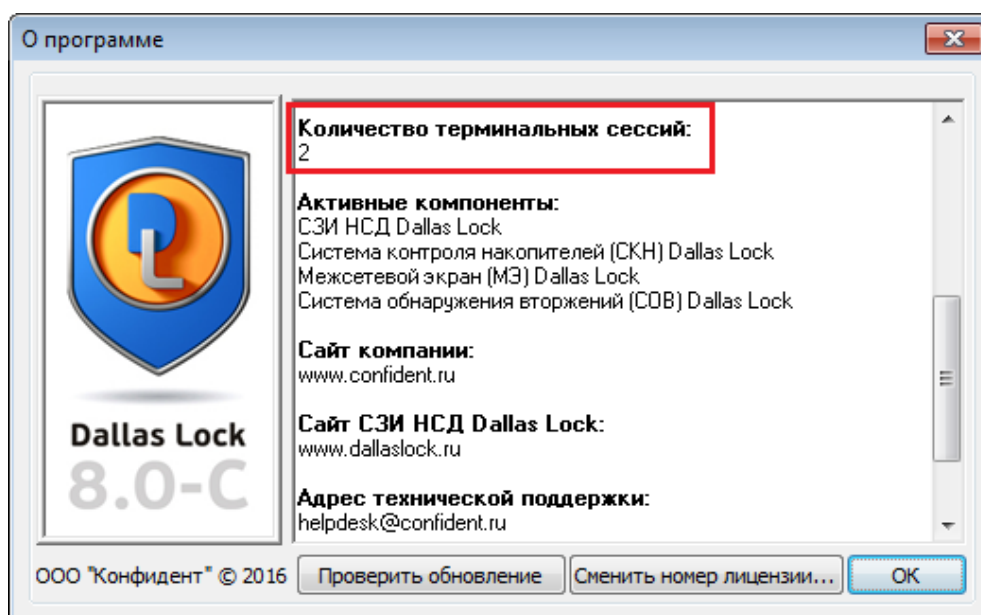 О программе
Количество терминальных сессий:
2
Активные компоненты:
СЗИ НСД Dallas Lock
Система контроля накопителей (СКН) Dallas Lock
Межсетевой экран (МЭ) Dallas Lock
Система обнаружения вторжений (СОВ) Dallas Lock
Сайт компании:
www.confident.ru
Сайт СЗИ НСД Dallas Lock:
www.dallaslock.ru
Адрес технической поддержки:
helpdesk@confident.ru
DL
Dallas Lock
8.0-C
ООО "Конфидент" © 2016
Проверить обновление
Сменить номер лицензии...
ОК